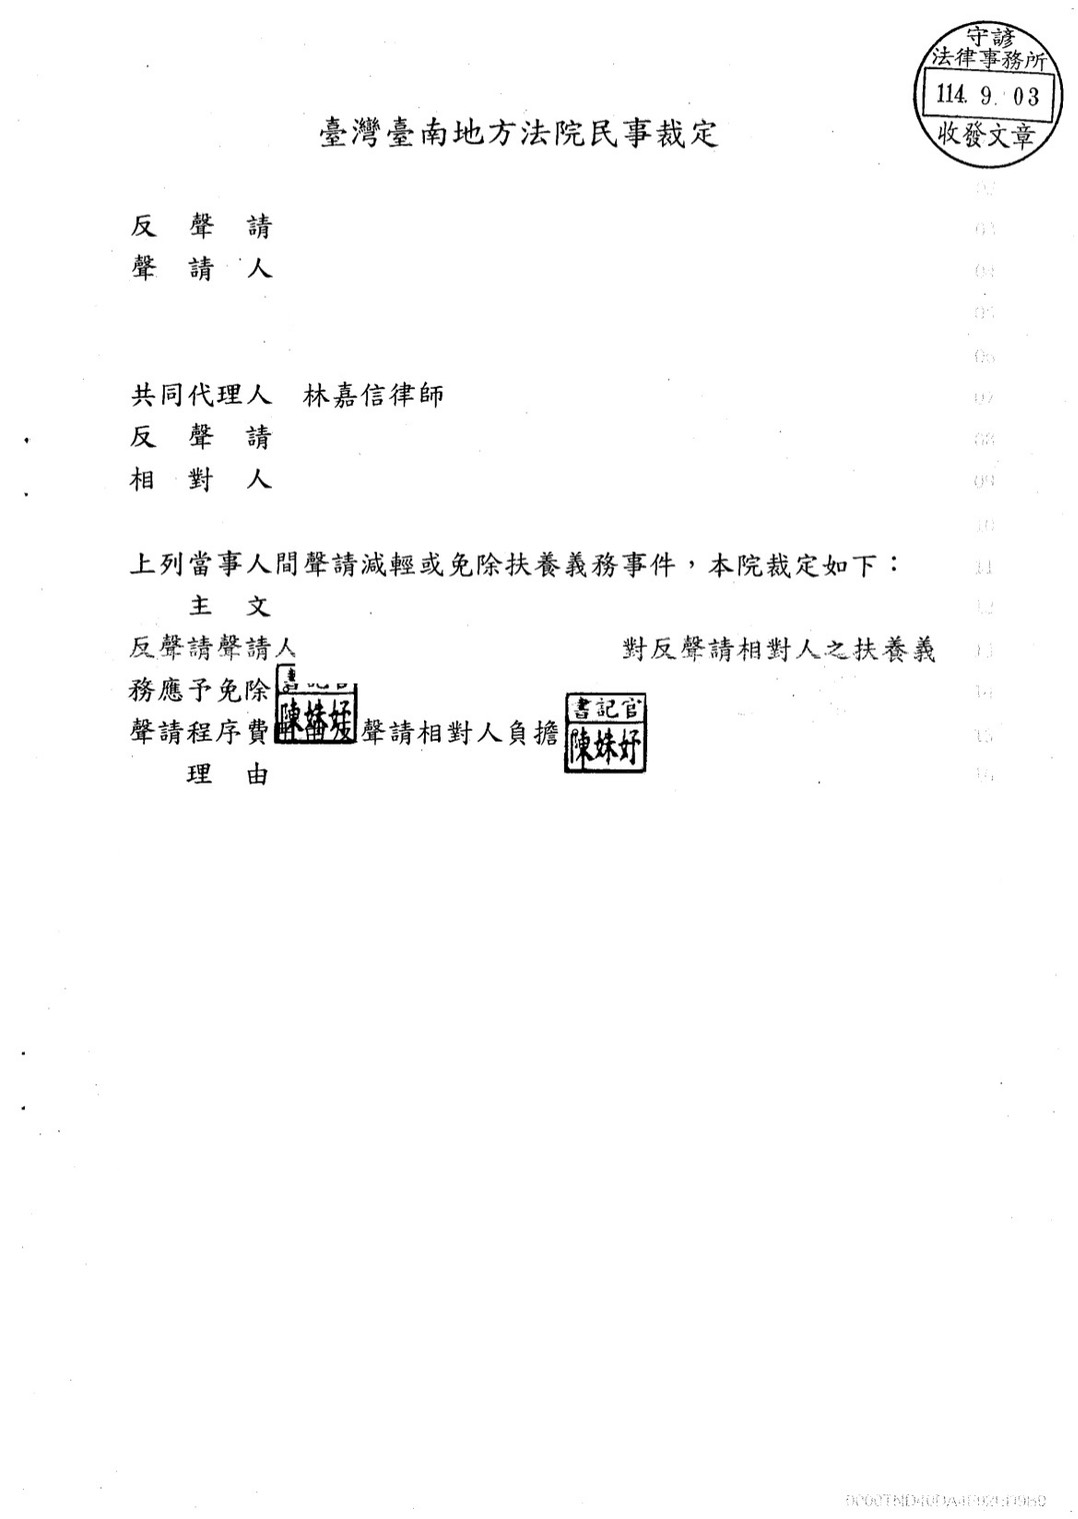 守諺
法律事務所
114. 9. 03
收發文章
臺灣臺南地方法院民事裁定
反聲請
聲請人
共同代理人 林嘉信律師
反聲請
相對人
上列當事人間聲請減輕或免除扶養義務事件，本院裁定如下：
主文
反聲請聲請人 對反聲請相對人之扶養義
務應予免除
聲請程序費 聲請相對人負擔
書記官
陳姝妤
書記官
陳姝妤
理由